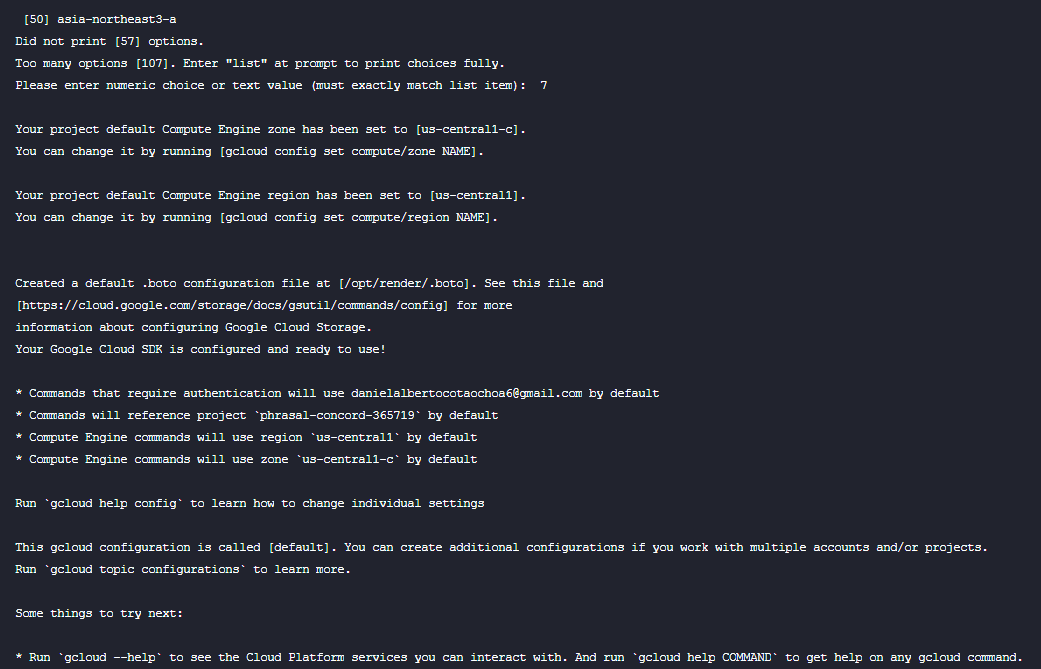 [50] asia-northeast3-a
Did not print [57] options.
Too many options [107]. Enter "list" at prompt to print choices fully.
Please enter numeric choice or text value (must exactly match list item):  7
Your project default Compute Engine zone has been set to [us-central1-c].
You can change it by running [gcloud config set compute/zone NAME].
Your project default Compute Engine region has been set to [us-central1].
You can change it by running [gcloud config set compute/region NAME].
Created a default .boto configuration file at [/opt/render/.boto]. See this file and
[https://cloud.google.com/storage/docs/gsutil/commands/config] for more
information about configuring Google Cloud Storage.
Your Google Cloud SDK is configured and ready to use!
* Commands that require authentication will use danielalbertocotaochoa6@gmail.com by default
* Commands will reference project `phrasal-concord-365719` by default
* Compute Engine commands will use region `us-central1` by default
* Compute Engine commands will use zone `us-central1-c` by default
Run `gcloud help config` to learn how to change individual settings
This gcloud configuration is called [default]. You can create additional configurations if you work with multiple accounts and/or projects.
Run `gcloud topic configurations` to learn more.
Some things to try next:
* Run `gcloud --help` to see the Cloud Platform services you can interact with. And run `gcloud help COMMAND` to get help on any gcloud command.